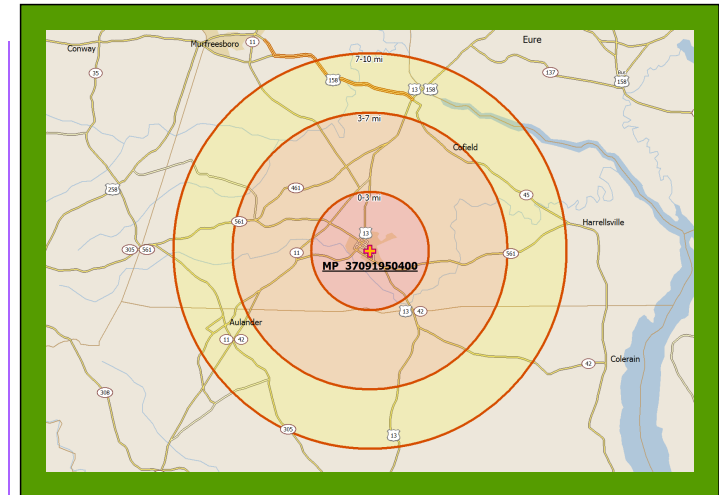 Eure
Conway
Murfreesboro
11
7-10 mi
35
137
158
158
13
158
3-7 mi
Cofield
258
461
45
0-3 mi
561
Harrellsville
13
305
561
11
561
MP_37091950400
13
42
Aulander
11
42
Colerain
42
308
305
13